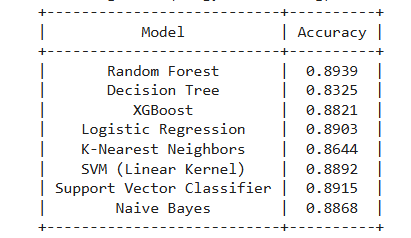 Model | Accuracy
Random Forest | 0.8939
Decision Tree | 0.8325
XGBoost | 0.8821
Logistic Regression | 0.8903
K-Nearest Neighbors | 0.8644
SVM (Linear Kernel) | 0.8892
Support Vector Classifier | 0.8915
Naive Bayes | 0.8868